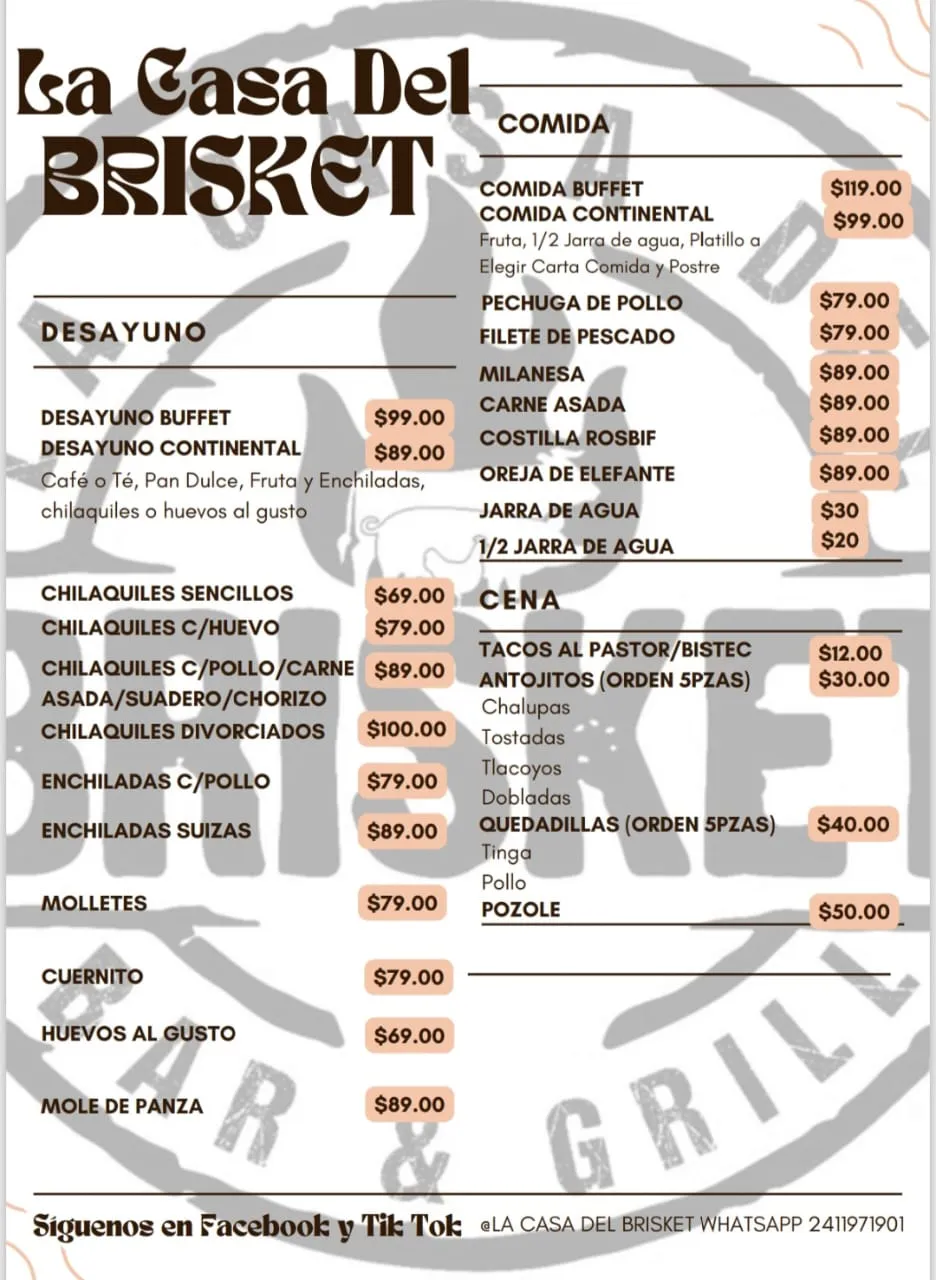 La Casa Del
BRISKET
DESAYUNO
DESAYUNO BUFFET $99.00
DESAYUNO CONTINENTAL $89.00
Café o Té, Pan Dulce, Fruta y Enchiladas,
chilaquiles o huevos al gusto
CHILAQUILES SENCILLOS $69.00
CHILAQUILES C/HUEVO $79.00
CHILAQUILES C/POLLO/CARNE $89.00
ASADA/SUADERO/CHORIZO
CHILAQUILES DIVORCIADOS $100.00
ENCHILADAS C/POLLO $79.00
ENCHILADAS SUIZAS $89.00
MOLLETES $79.00
CUERNITO $79.00
HUEVOS AL GUSTO $69.00
MOLE DE PANZA $89.00
COMIDA
COMIDA BUFFET $119.00
COMIDA CONTINENTAL $99.00
Fruta, 1/2 Jarra de agua, Platillo a
Elegir Carta Comida y Postre
PECHUGA DE POLLO $79.00
FILETE DE PESCADO $79.00
MILANESA $89.00
CARNE ASADA $89.00
COSTILLA ROSBIF $89.00
OREJA DE ELEFANTE $89.00
JARRA DE AGUA $30
1/2 JARRA DE AGUA $20
CENA
TACOS AL PASTOR/BISTEC $12.00
ANTOJITOS (ORDEN 5PZAS) $30.00
Chalupas
Tostadas
Tlacoyos
Dobladas
QUEDADILLAS (ORDEN 5PZAS) $40.00
Tinga
Pollo
POZOLE $50.00
Síguenos en Facebook y Tik Tok @LA CASA DEL BRISKET WHATSAPP 2411971901
LA CASA DEL
BRISKET
BAR & GRILL